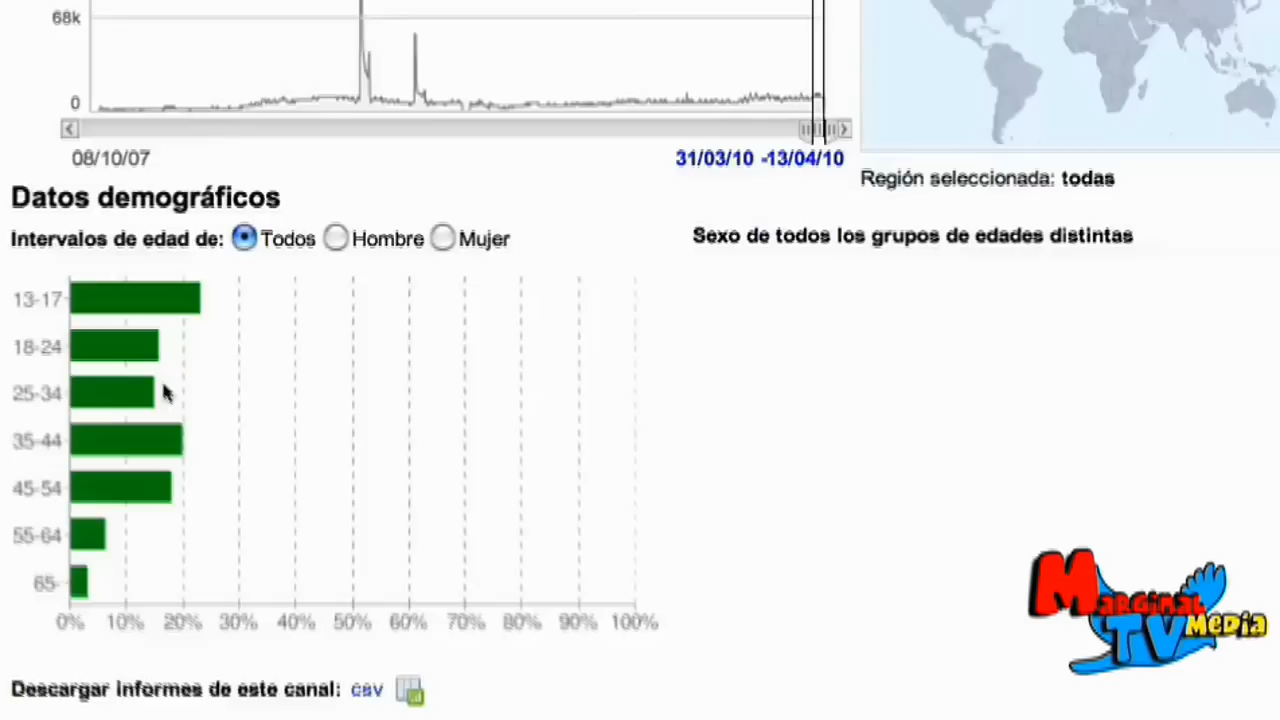 68k
0
08/10/07
31/03/10 -13/04/10
Región seleccionada: todas
Datos demográficos
Intervalos de edad de: Todos Hombre Mujer
Sexo de todos los grupos de edades distintas
13-17
18-24
25-34
35-44
45-54
55-64
65-
0% 10% 20% 30% 40% 50% 60% 70% 80% 90% 100%
Descargar informes de este canal: csv
Marginal
TV Media